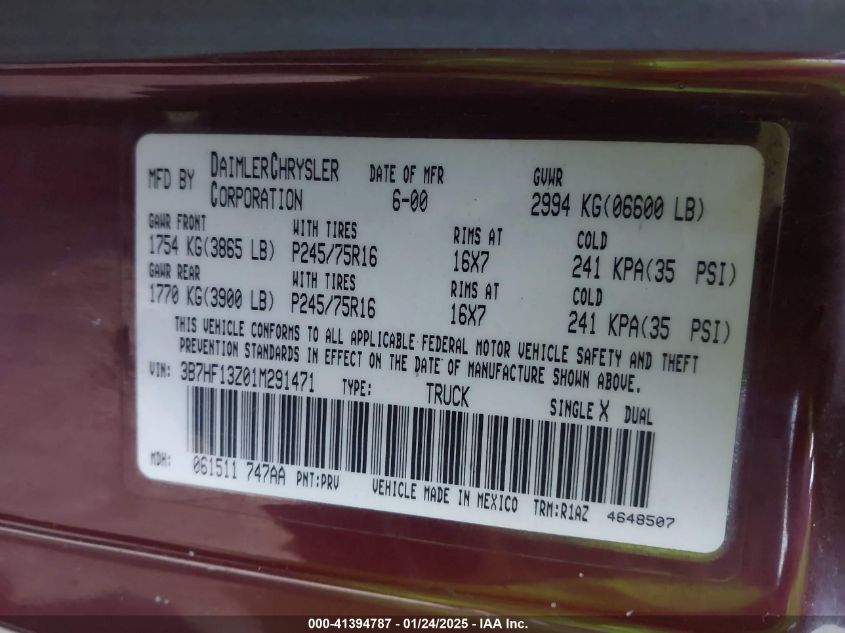 MFD BY DAIMLERCHRYSLER CORPORATION DATE OF MFR 6-00 GVWR 2994 KG(06600 LB)
GAWR FRONT WITH TIRES RIMS AT COLD
1754 KG(3865 LB) P245/75R16 16X7 241 KPA(35 PSI)
GAWR REAR WITH TIRES RIMS AT COLD
1770 KG(3900 LB) P245/75R16 16X7 241 KPA(35 PSI)
THIS VEHICLE CONFORMS TO ALL APPLICABLE FEDERAL MOTOR VEHICLE SAFETY AND THEFT
PREVENTION STANDARDS IN EFFECT ON THE DATE OF MANUFACTURE SHOWN ABOVE.
VIN: 3B7HF13Z01M291471 TYPE: TRUCK SINGLE X DUAL
MDH: 061511 747AA PNT:PRV VEHICLE MADE IN MEXICO TRM:R1AZ 4648507
000-41394787 - 01/24/2025 - IAAI Inc.